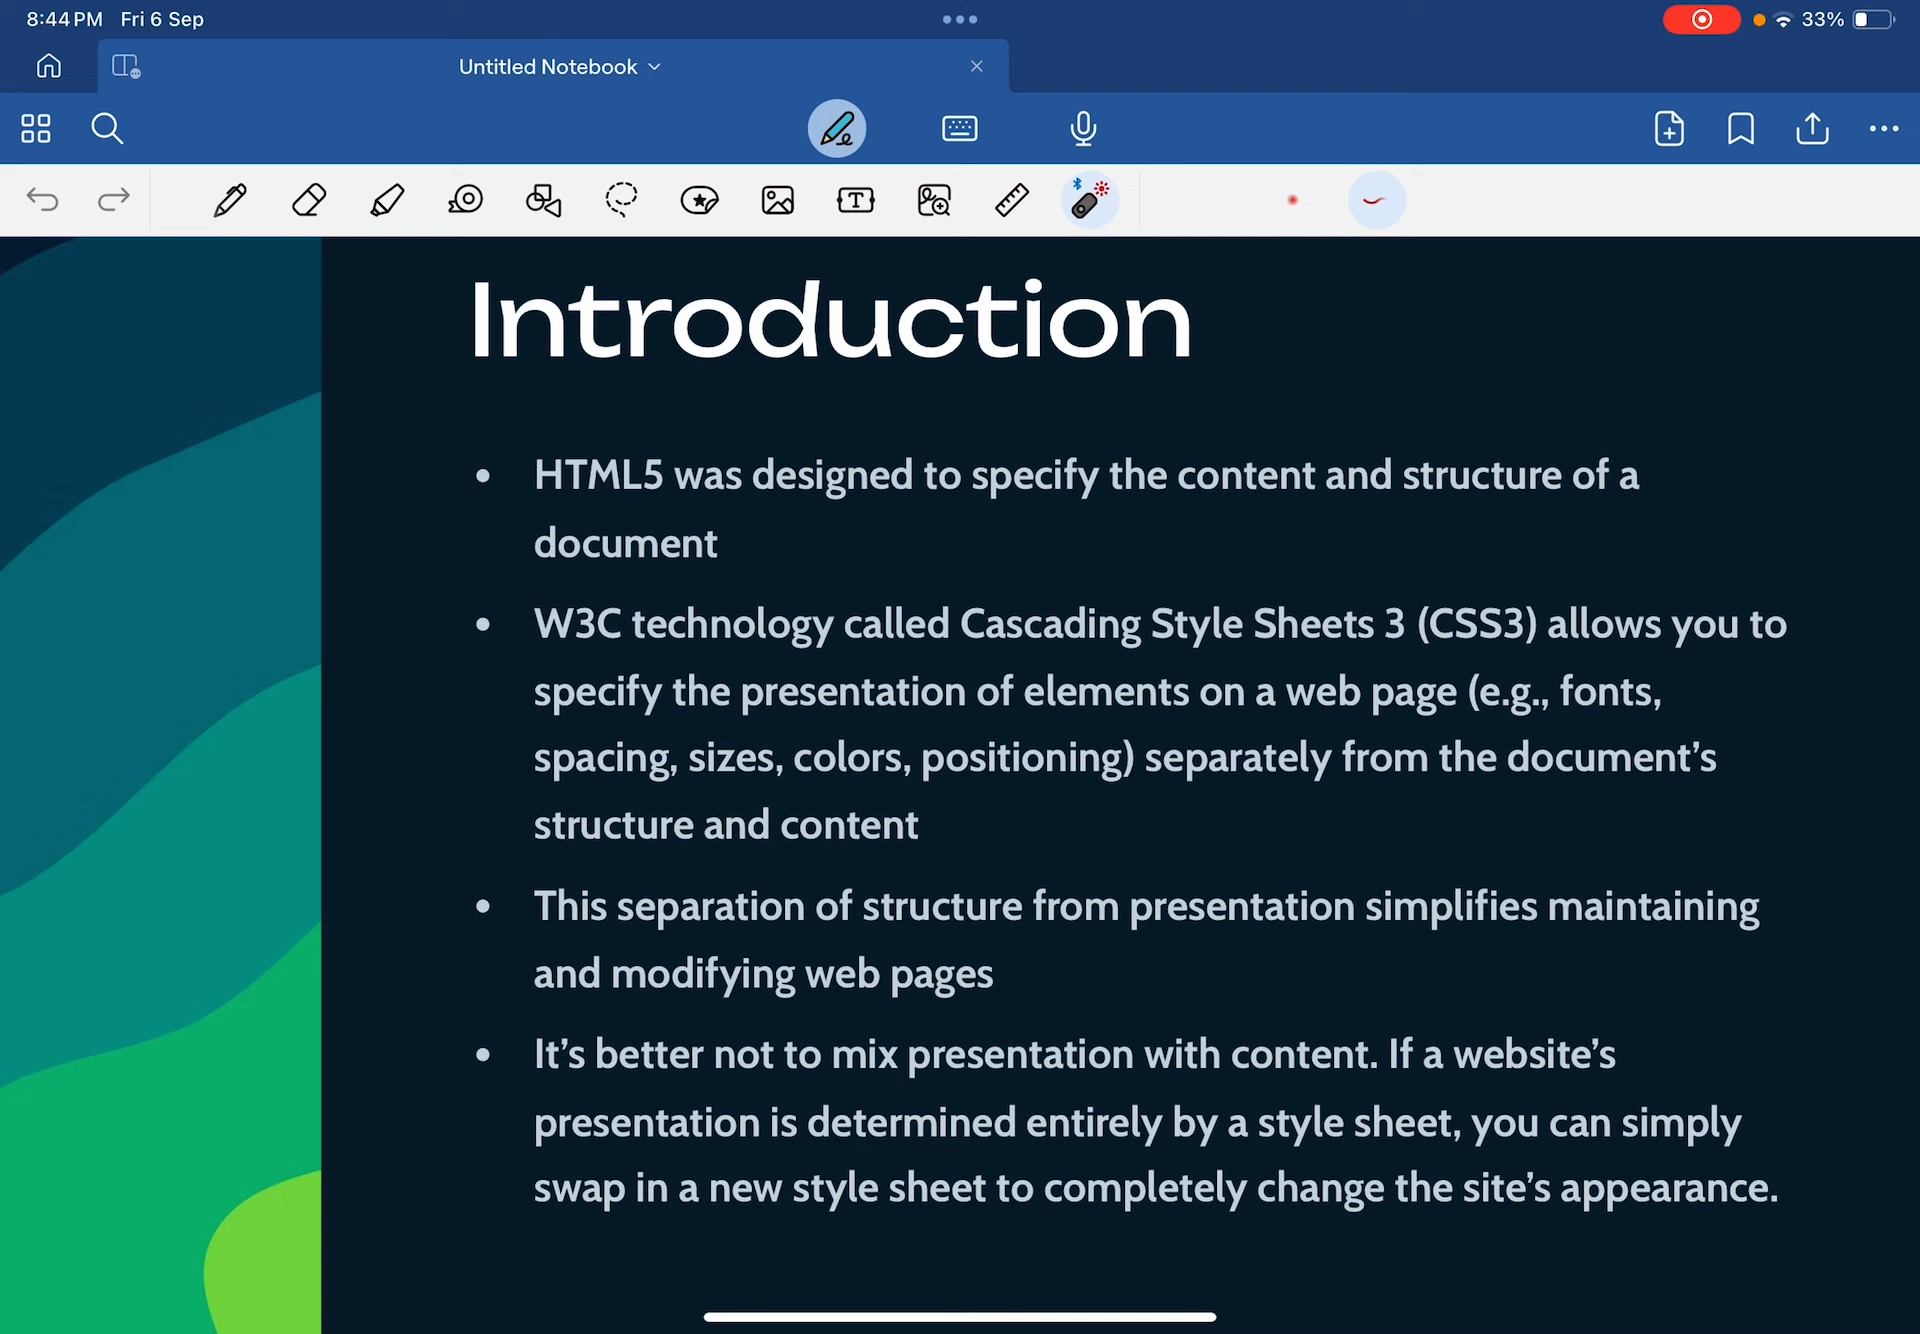 8:44 PM Fri 6 Sep
33%
Untitled Notebook
Introduction
• HTML5 was designed to specify the content and structure of a
document
• W3C technology called Cascading Style Sheets 3 (CSS3) allows you to
specify the presentation of elements on a web page (e.g., fonts,
spacing, sizes, colors, positioning) separately from the document’s
structure and content
• This separation of structure from presentation simplifies maintaining
and modifying web pages
• It’s better not to mix presentation with content. If a website’s
presentation is determined entirely by a style sheet, you can simply
swap in a new style sheet to completely change the site’s appearance.